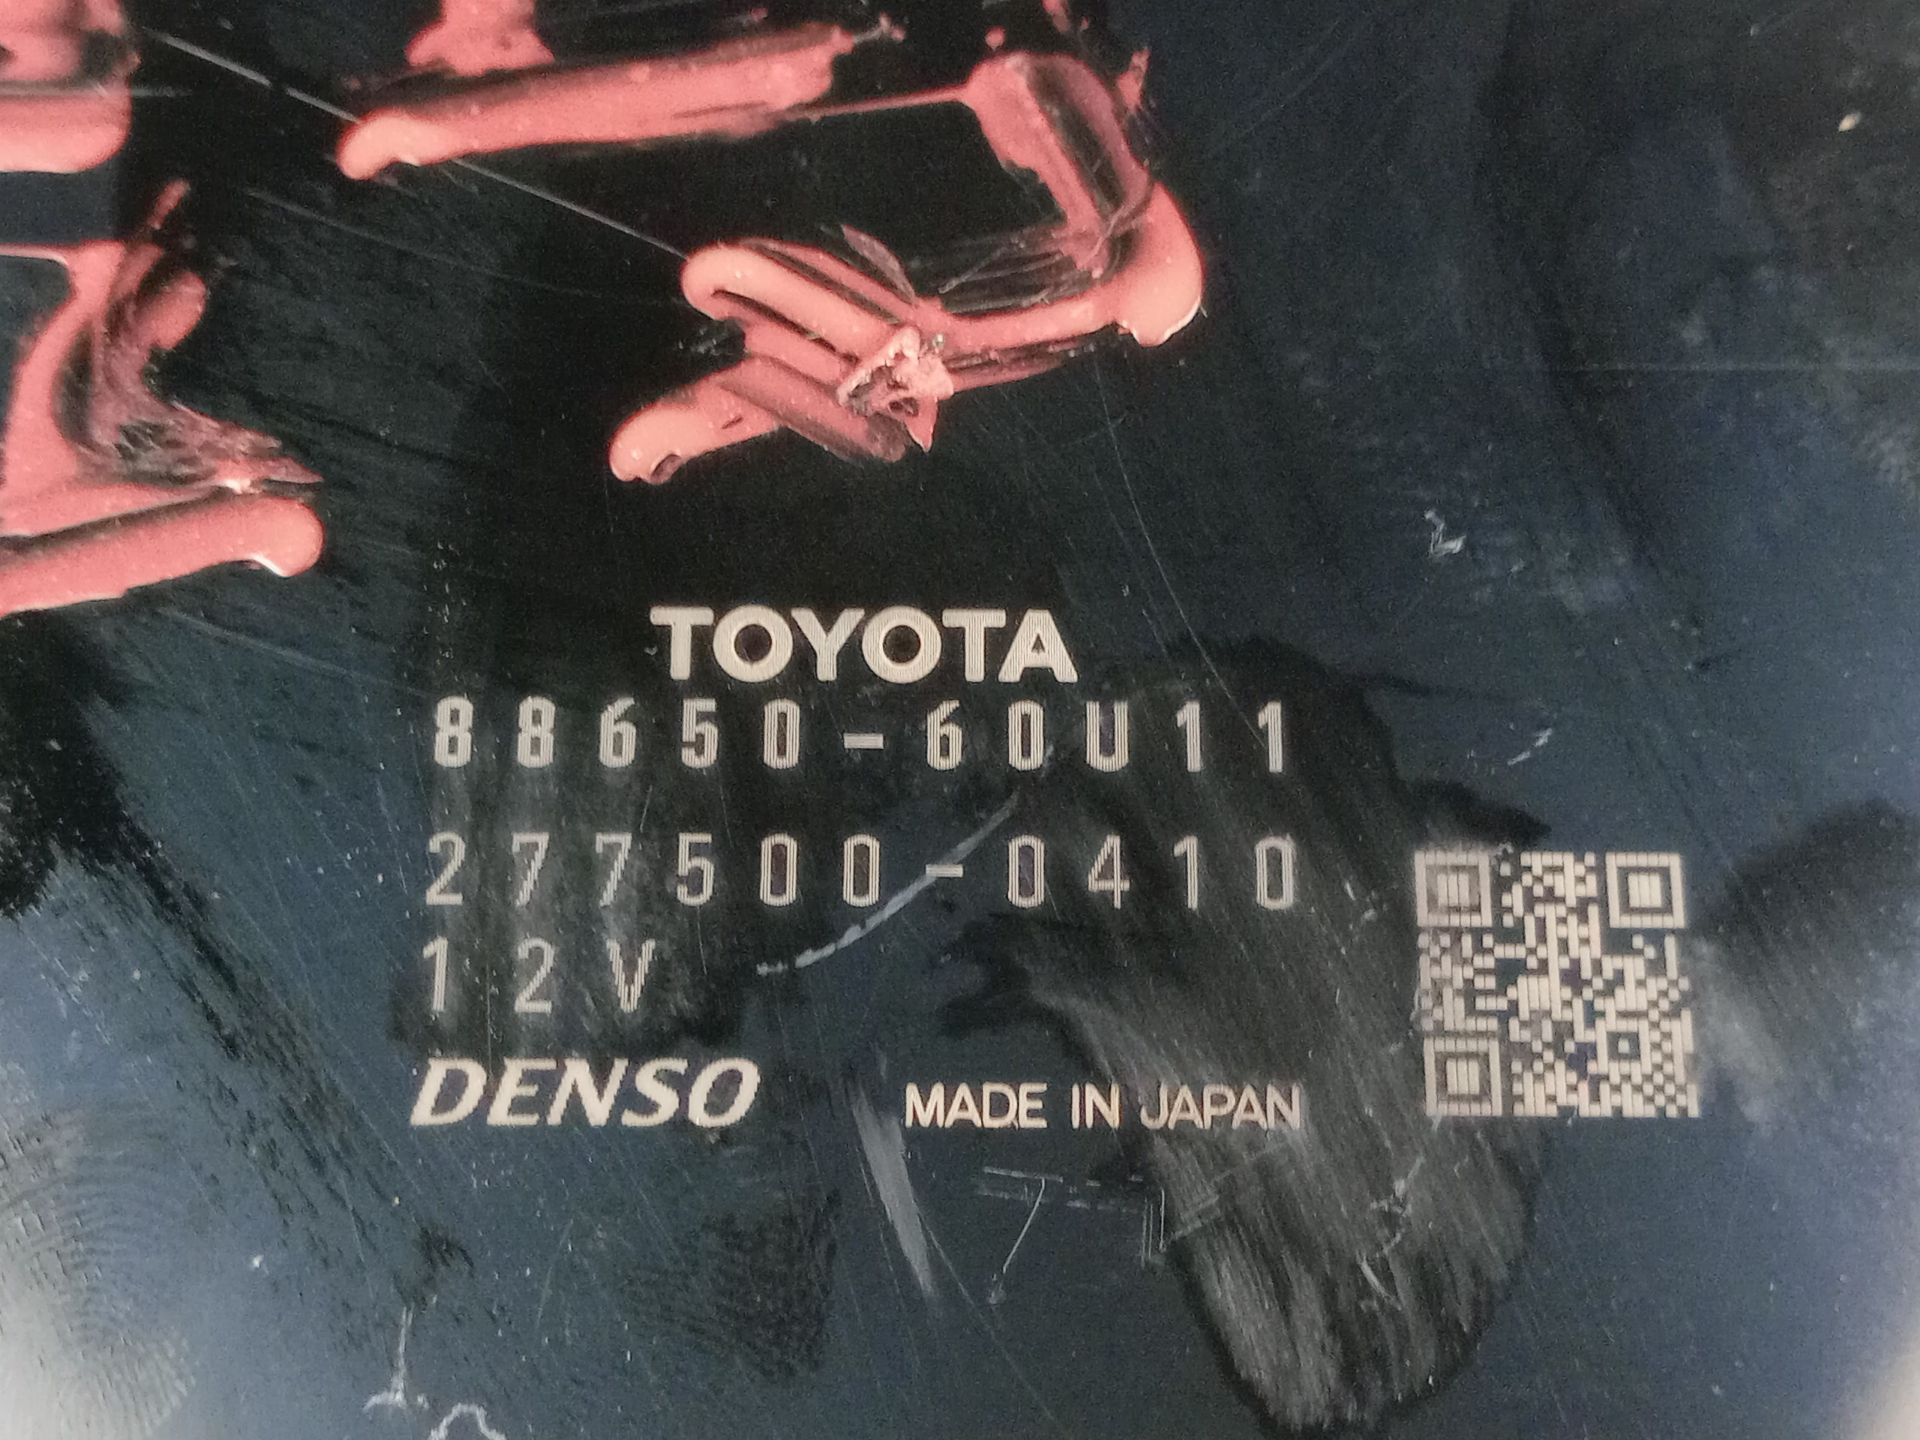 TOYOTA
88650-60U11
277500-0410
12V
DENSO MADE IN JAPAN